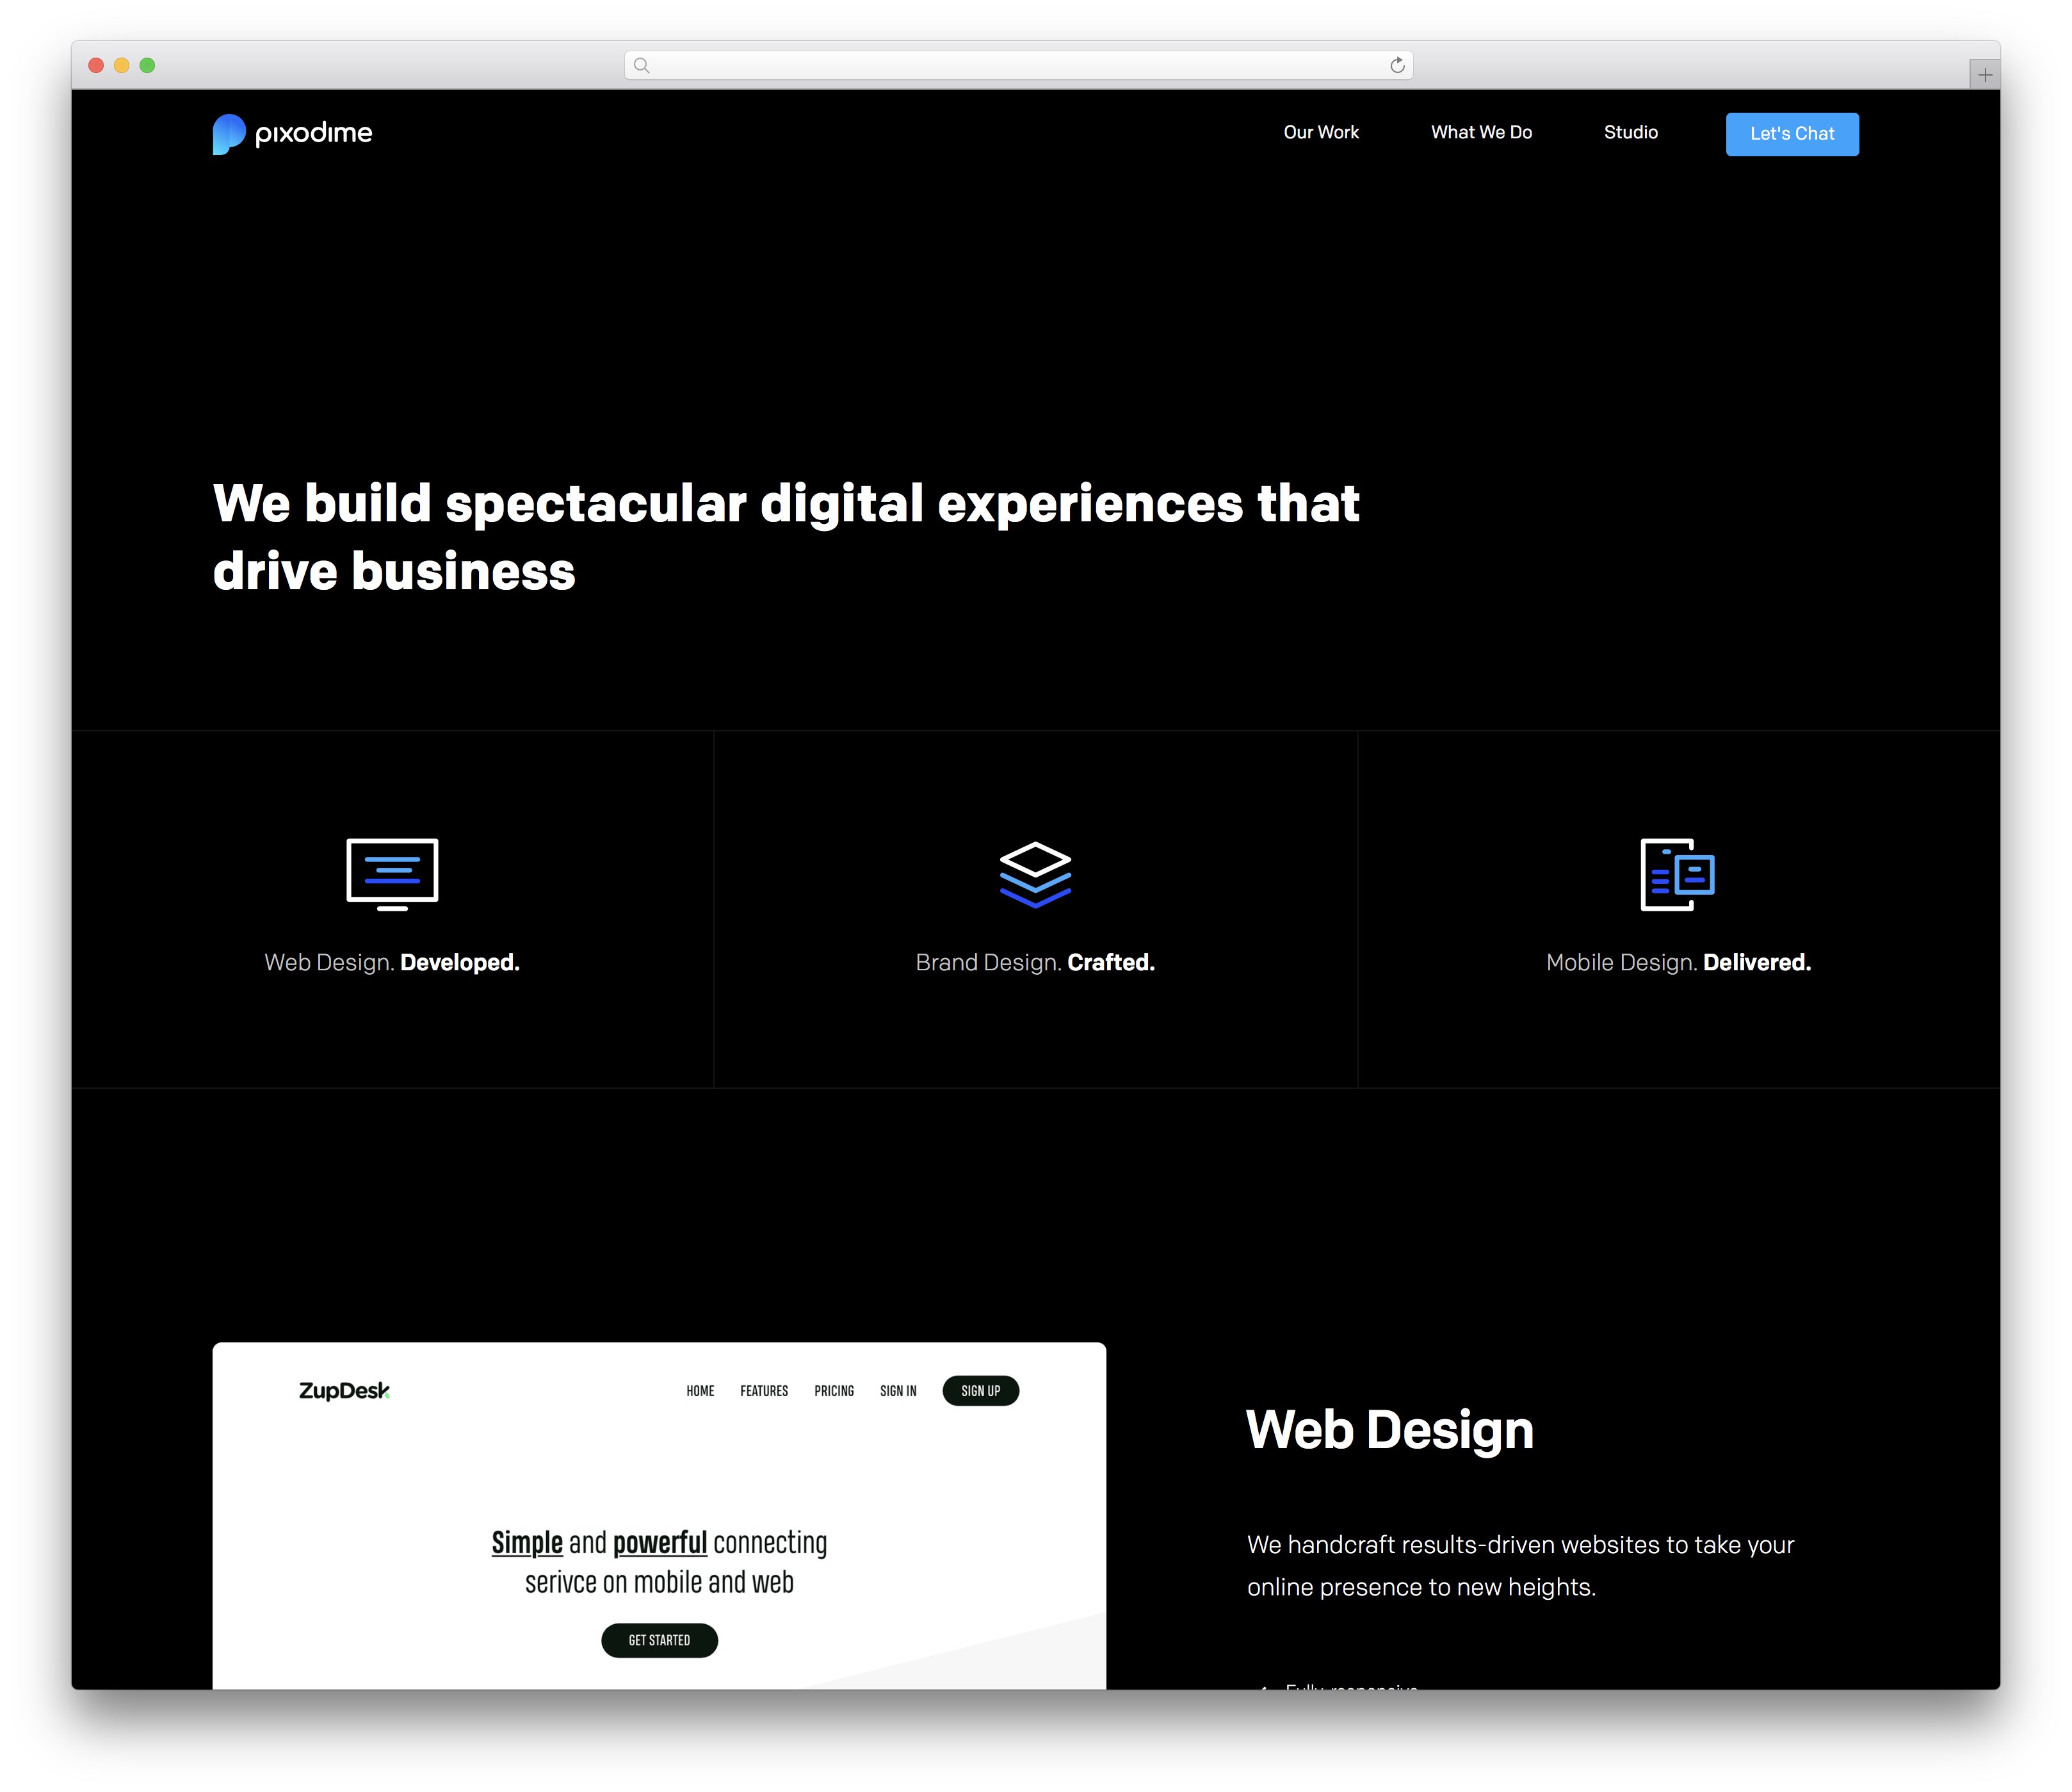 pixodime
Our Work
What We Do
Studio
Let's Chat
We build spectacular digital experiences that
drive business
Web Design. Developed.
Brand Design. Crafted.
Mobile Design. Delivered.
ZupDesk
HOME
FEATURES
PRICING
SIGN IN
SIGN UP
Simple and powerful connecting
serivce on mobile and web
GET STARTED
Web Design
We handcraft results-driven websites to take your
online presence to new heights.
Fully responsive